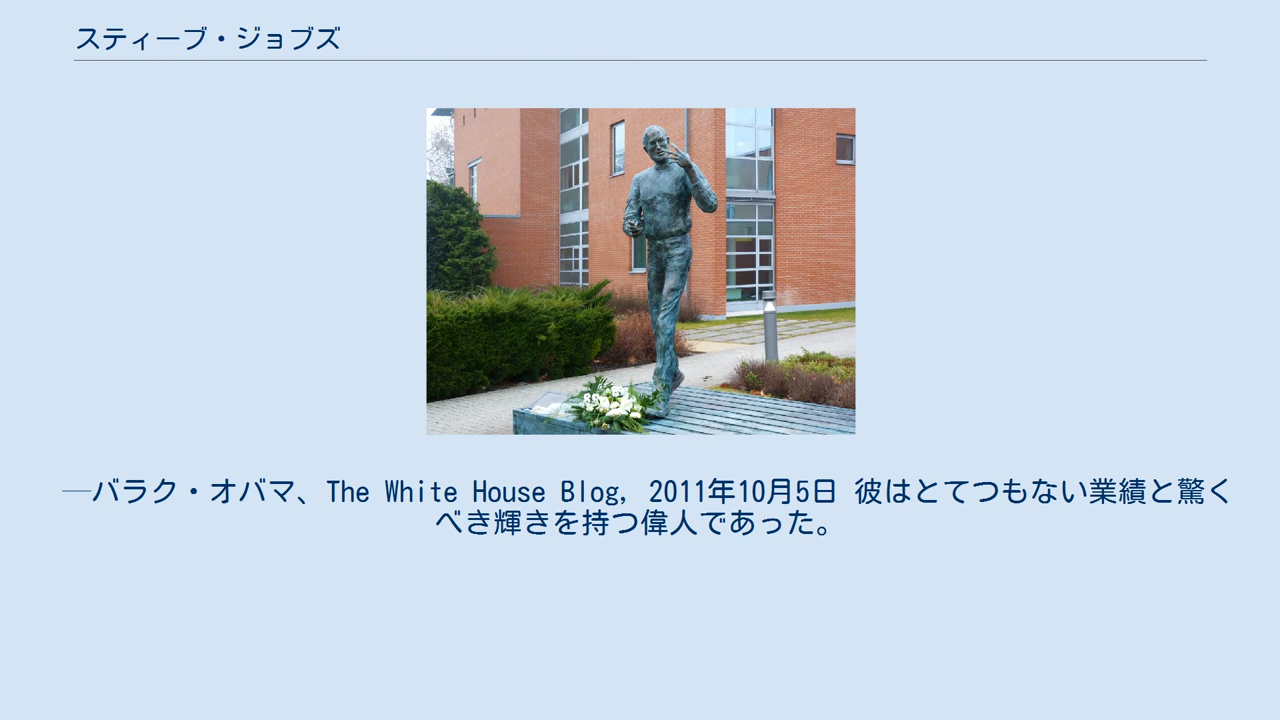 スティーブ・ジョブズ
―バラク・オバマ、The White House Blog, 2011年10月5日 彼はとてつもない業績と驚く
べき輝きを持つ偉人であった。